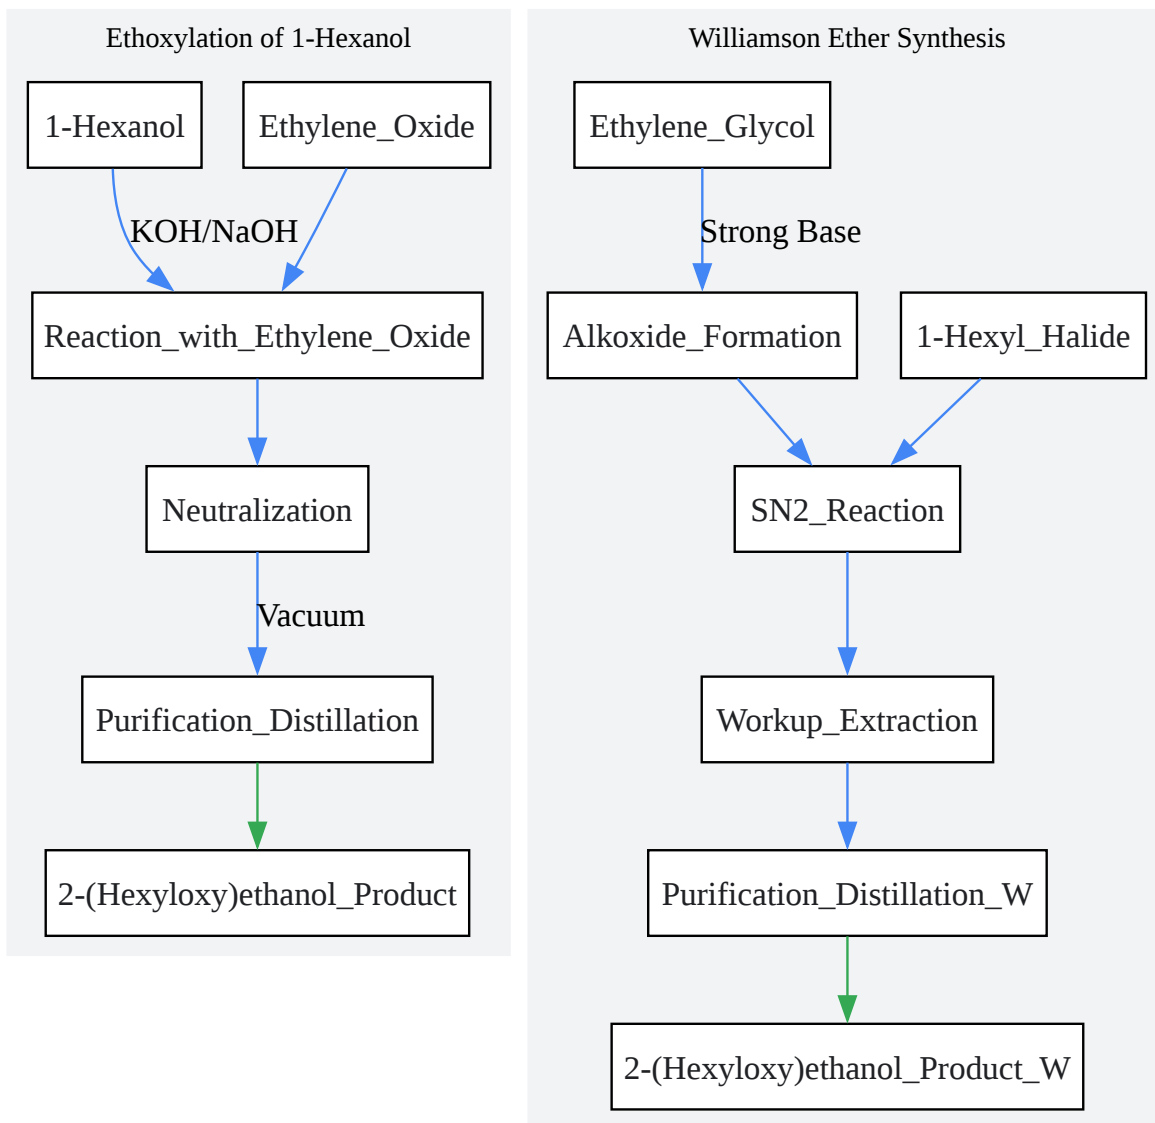 Ethoxylation of 1-Hexanol
1-Hexanol
Ethylene_Oxide
KOH/NaOH
Reaction_with_Ethylene_Oxide
Neutralization
Vacuum
Purification_Distillation
2-(Hexyloxy)ethanol_Product
Williamson Ether Synthesis
Ethylene_Glycol
Strong Base
Alkoxide_Formation
1-Hexyl_Halide
SN2_Reaction
Workup_Extraction
Purification_Distillation_W
2-(Hexyloxy)ethanol_Product_W